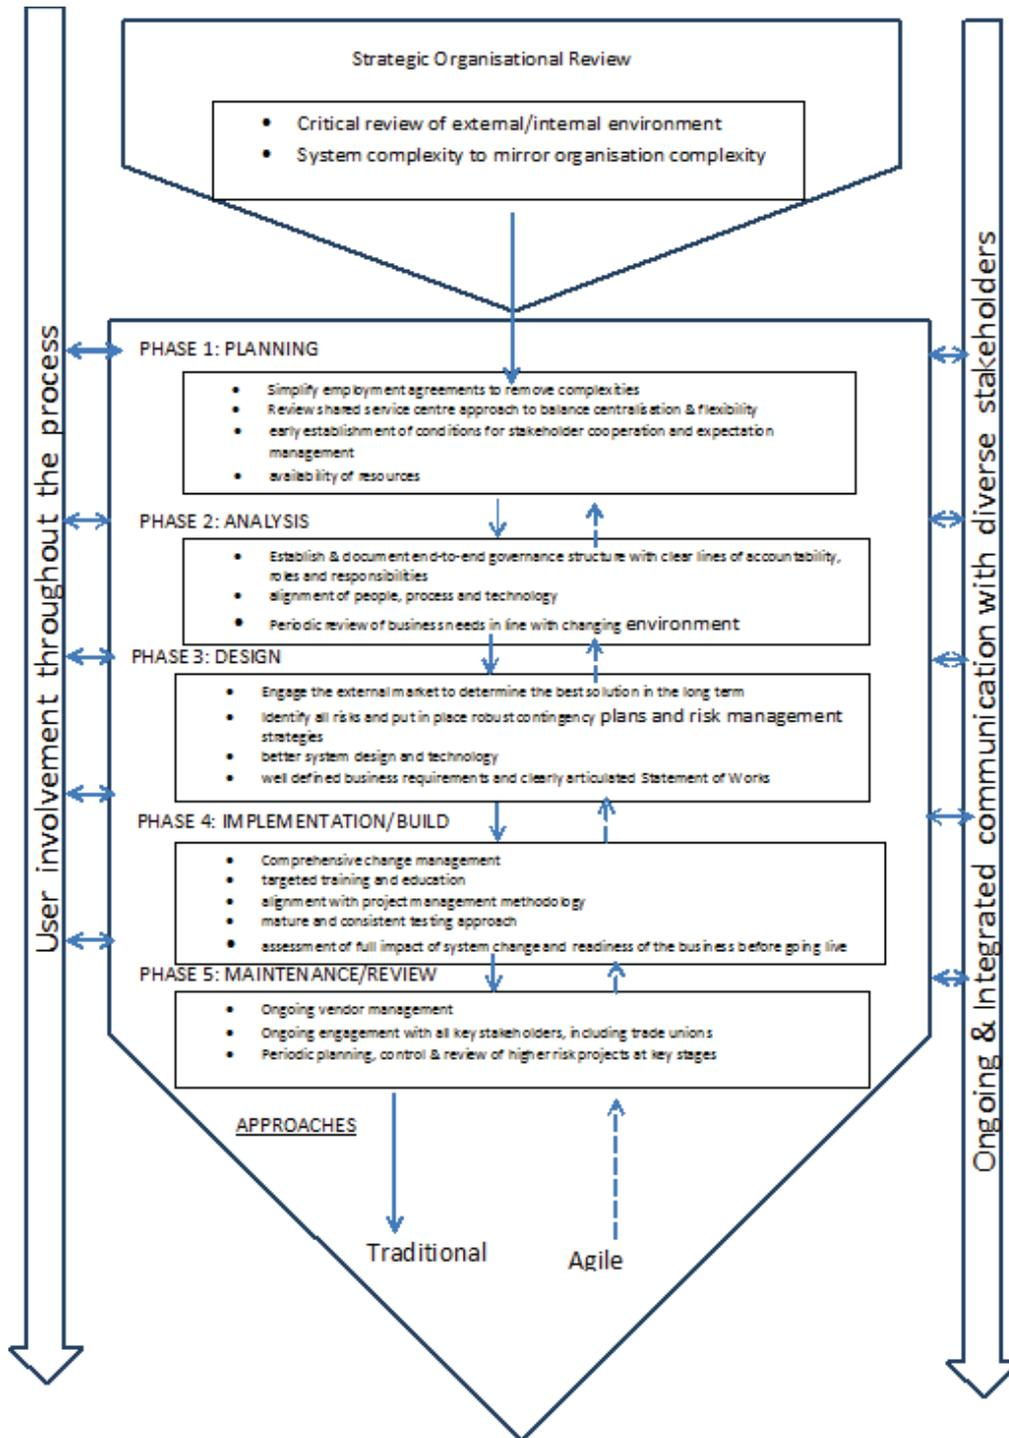 Strategic Organisational Review
• Critical review of external/internal environment
• System complexity to mirror organisation complexity
User involvement throughout the process
Ongoing & Integrated communication with diverse stakeholders
PHASE 1: PLANNING
• Simplify employment agreements to remove complexities
• Review shared service centre approach to balance centralisation & flexibility
• early establishment of conditions for stakeholder cooperation and expectation
management
• availability of resources
PHASE 2: ANALYSIS
• Establish & document end-to-end governance structure with clear lines of accountability,
roles and responsibilities
• alignment of people, process and technology
• Periodic review of business needs in line with changing environment
PHASE 3: DESIGN
• Engage the external market to determine the best solution in the long term
• Identify all risks and put in place robust contingency plans and risk management
strategies
• better system design and technology
• well defined business requirements and clearly articulated Statement of Works
PHASE 4: IMPLEMENTATION/BUILD
• Comprehensive change management
• targeted training and education
• alignment with project management methodology
• mature and consistent testing approach
• assessment of full impact of system change and readiness of the business before going live
PHASE 5: MAINTENANCE/REVIEW
• Ongoing vendor management
• Ongoing engagement with all key stakeholders, including trade unions
• Periodic planning, control & review of higher risk projects at key stages
APPROACHES
Traditional
Agile